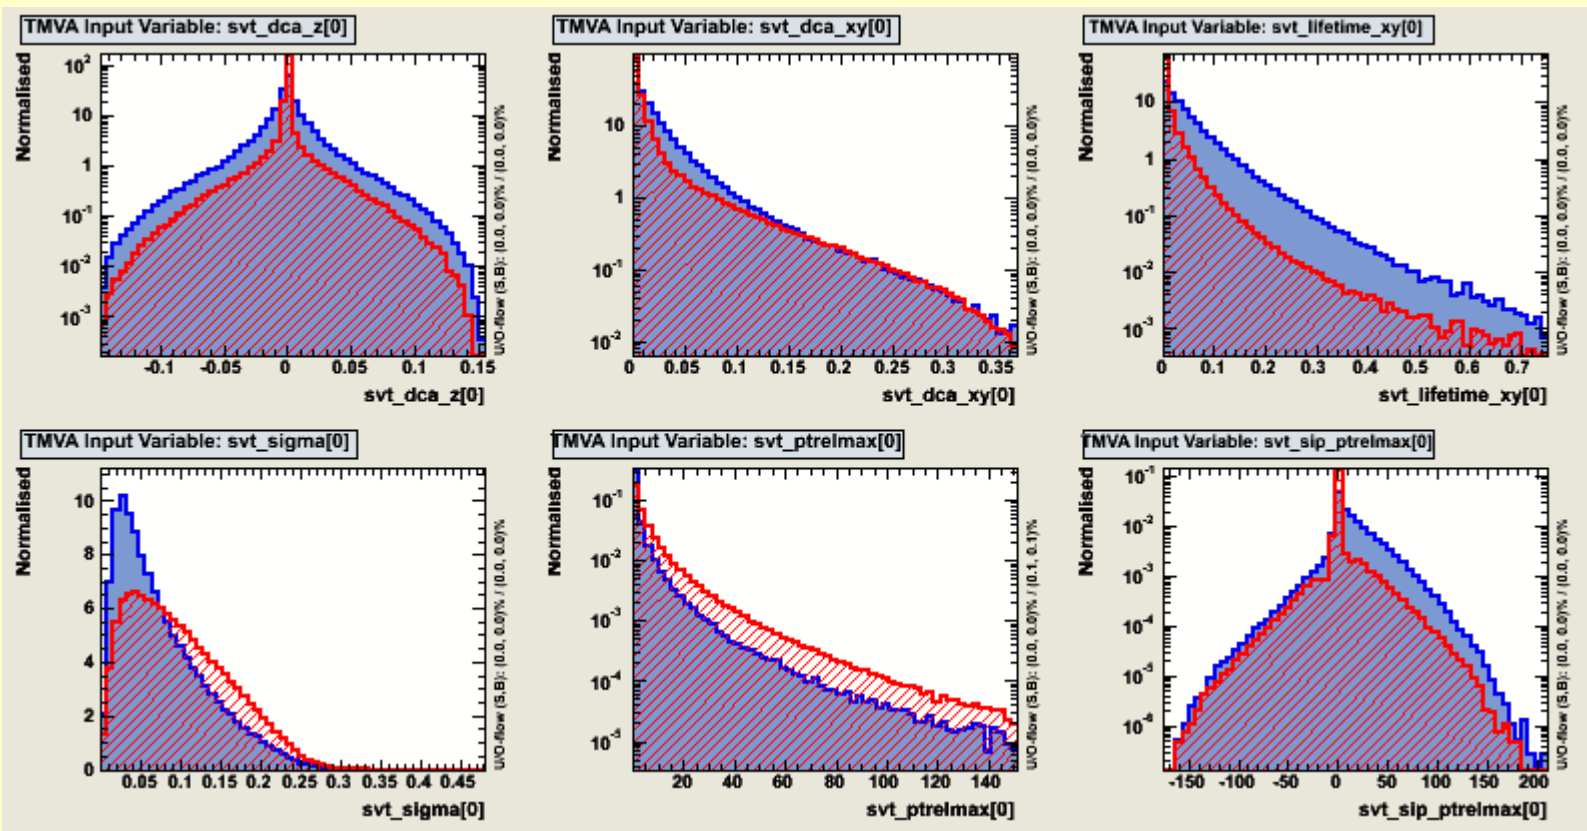 TMVA Input Variable: svt_dca_z[0]
Normalised
10²
10
1
10⁻¹
10⁻²
10⁻³
-0.1 -0.05 0 0.05 0.1 0.15
svt_dca_z[0]
U/O-flow (S,B): (0.0, 0.0)% / (0.0, 0.0)%
TMVA Input Variable: svt_dca_xy[0]
Normalised
10
1
10⁻¹
10⁻²
0 0.05 0.1 0.15 0.2 0.25 0.3 0.35
svt_dca_xy[0]
U/O-flow (S,B): (0.0, 0.0)% / (0.0, 0.0)%
TMVA Input Variable: svt_lifetime_xy[0]
Normalised
10
1
10⁻¹
10⁻²
10⁻³
0 0.1 0.2 0.3 0.4 0.5 0.6 0.7
svt_lifetime_xy[0]
U/O-flow (S,B): (0.0, 0.0)% / (0.0, 0.0)%
TMVA Input Variable: svt_sigma[0]
Normalised
10
8
6
4
2
0
0.05 0.1 0.15 0.2 0.25 0.3 0.35 0.4 0.45
svt_sigma[0]
U/O-flow (S,B): (0.0, 0.0)% / (0.0, 0.0)%
TMVA Input Variable: svt_ptrelmax[0]
Normalised
10⁻¹
10⁻²
10⁻³
10⁻⁴
10⁻⁵
20 40 60 80 100 120 140
svt_ptrelmax[0]
U/O-flow (S,B): (0.0, 0.0)% / (0.1, 0.1)%
TMVA Input Variable: svt_sip_ptrelmax[0]
Normalised
10⁻¹
10⁻²
10⁻³
10⁻⁴
10⁻⁵
10⁻⁶
-150 -100 -50 0 50 100 150 200
svt_sip_ptrelmax[0]
U/O-flow (S,B): (0.0, 0.0)% / (0.0, 0.0)%